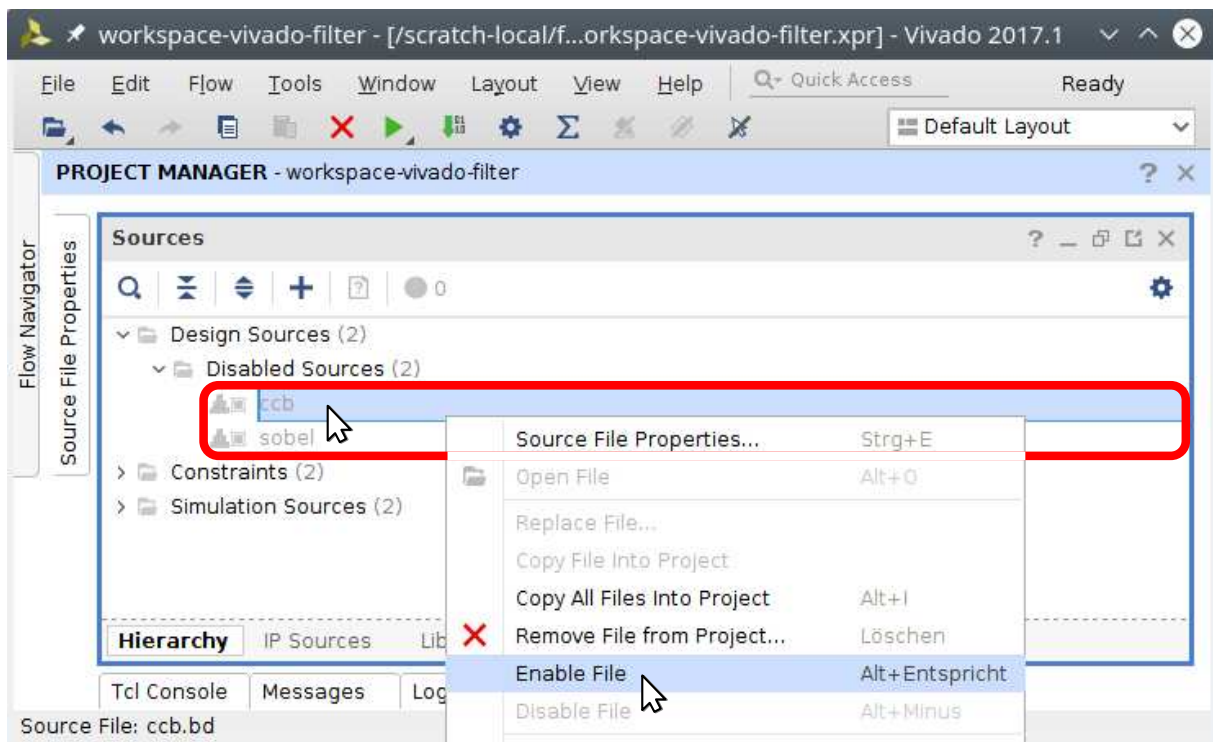 workspace-vivado-filter - [/scratch-local/f...orkspace-vivado-filter.xpr] - Vivado 2017.1
File Edit Flow Tools Window Layout View Help Quick Access Ready
Default Layout
PROJECT MANAGER - workspace-vivado-filter ?
Flow Navigator
Source File Properties
Sources ?
? 0
Design Sources (2)
Disabled Sources (2)
ccb
sobel
Constraints (2)
Simulation Sources (2)
Source File Properties... Strg+E
Open File Alt+O
Replace File...
Copy File Into Project
Copy All Files Into Project Alt+I
Remove File from Project... Löschen
Enable File Alt+Entspricht
Disable File Alt+Minus
Hierarchy IP Sources Lib
Tcl Console Messages Log
Source File: ccb.bd